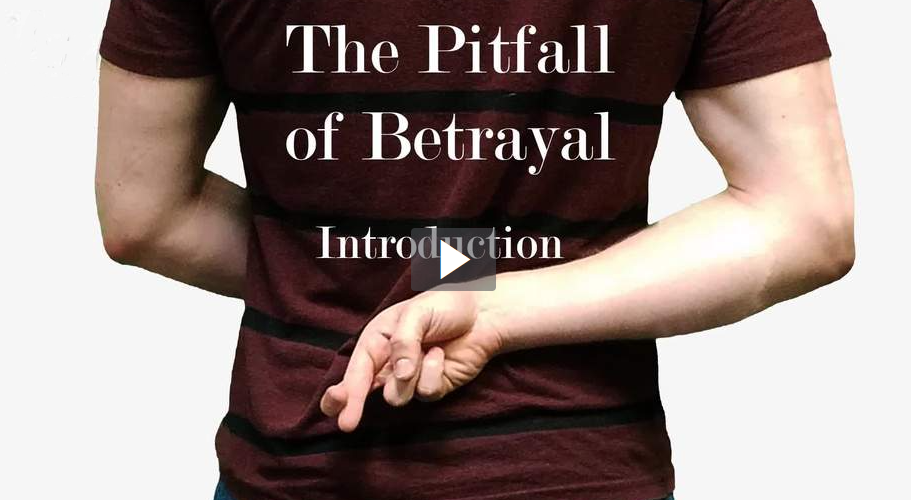 The Pitfall
of Betrayal
Introduction